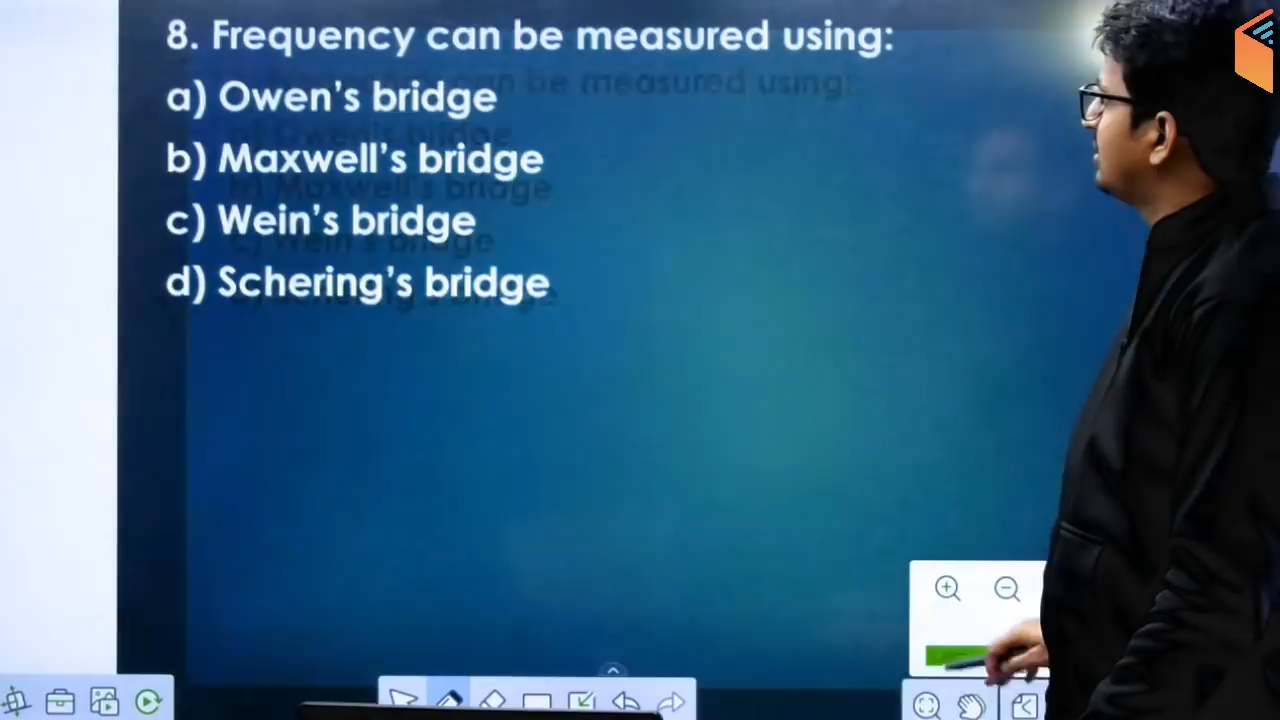 8. Frequency can be measured using:
a) Owen's bridge
b) Maxwell's bridge
c) Wein's bridge
d) Schering's bridge